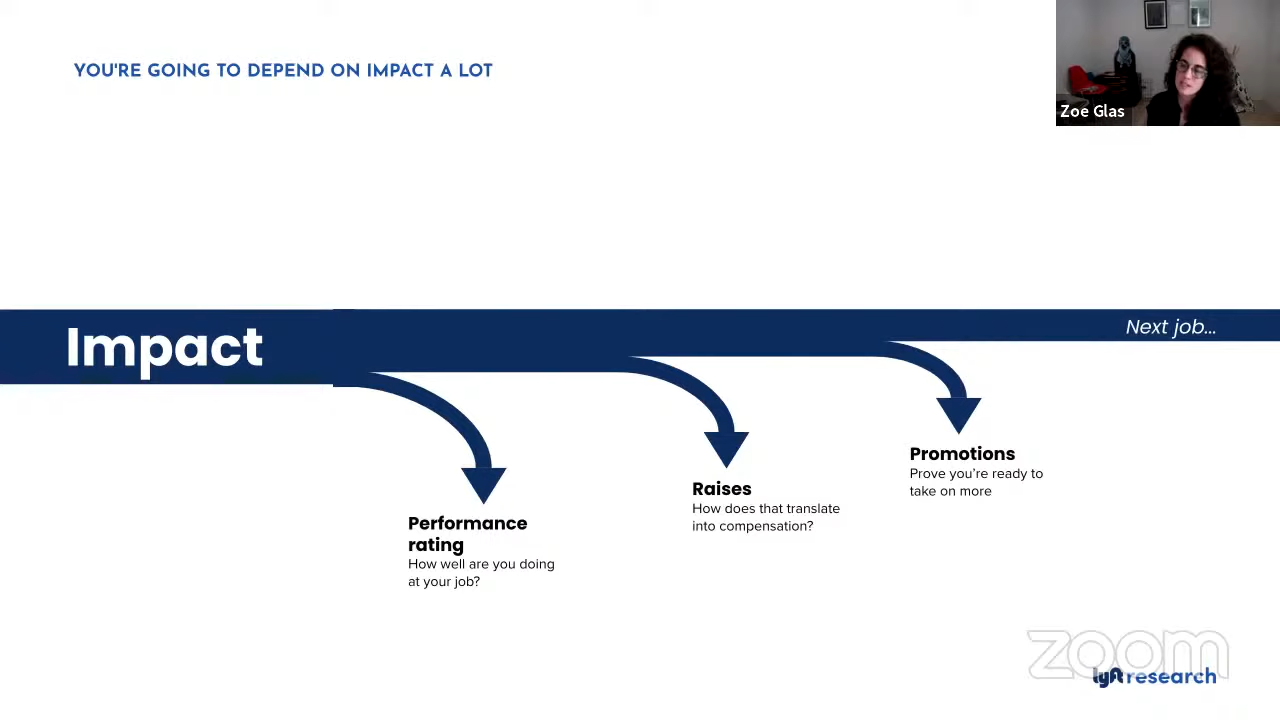 YOU'RE GOING TO DEPEND ON IMPACT A LOT
Zoe Glas
Impact
Next job...
Performance
rating
How well are you doing
at your job?
Raises
How does that translate
into compensation?
Promotions
Prove you're ready to
take on more
zoom
lyft research